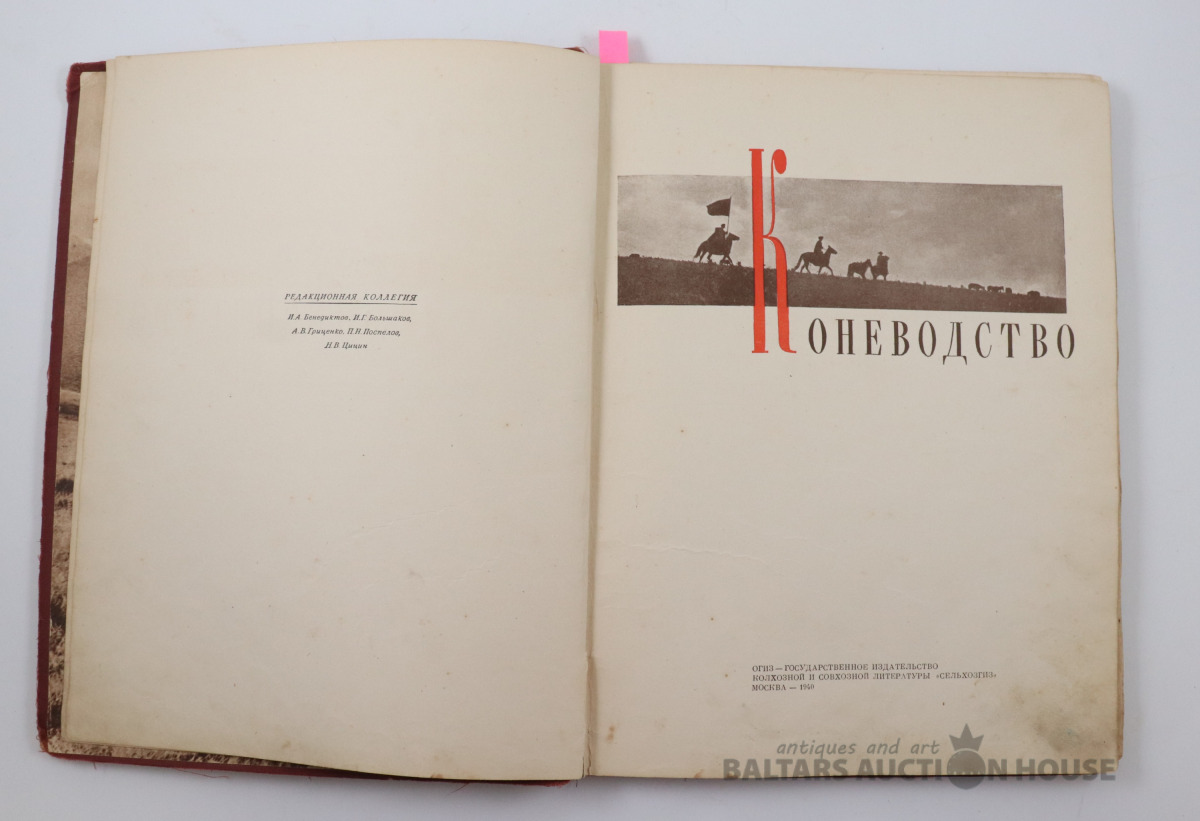 РЕДАКЦИОННАЯ КОЛЛЕГИЯ
И.А. Бенедиктов, И.Г. Большаков,
А.В. Гриценко, П.Н. Поспелов,
Н.В. Цицин
КОНЕВОДСТВО
ОГИЗ — ГОСУДАРСТВЕННОЕ ИЗДАТЕЛЬСТВО
КОЛХОЗНОЙ И СОВХОЗНОЙ ЛИТЕРАТУРЫ «СЕЛЬХОЗГИЗ»
МОСКВА — 1940
antiques and art
BALTARS AUCTION HOUSE